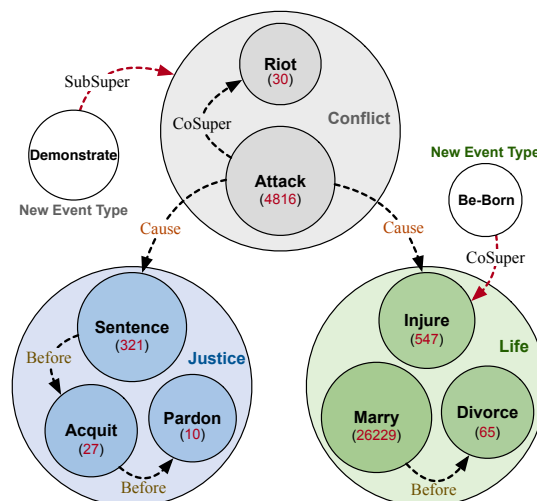 SubSuper
Riot
(30)
CoSuper
Conflict
Demonstrate
New Event Type
Attack
(4816)
New Event Type
Be-Born
Cause
Cause
CoSuper
Sentence
(321)
Justice
Before
Acquit
(27)
Pardon
(10)
Before
Injure
(547)
Life
Marry
(26229)
Divorce
(65)
Before